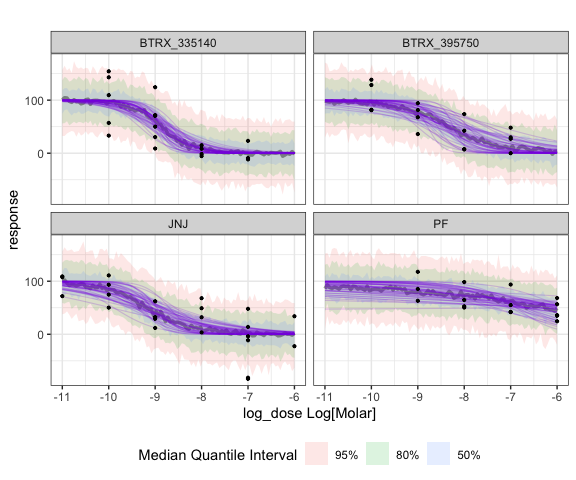 BTRX_335140 BTRX_395750
100
0
JNJ PF
100
0
response
-11 -10 -9 -8 -7 -6 -11 -10 -9 -8 -7 -6
log_dose Log[Molar]
Median Quantile Interval 95% 80% 50%